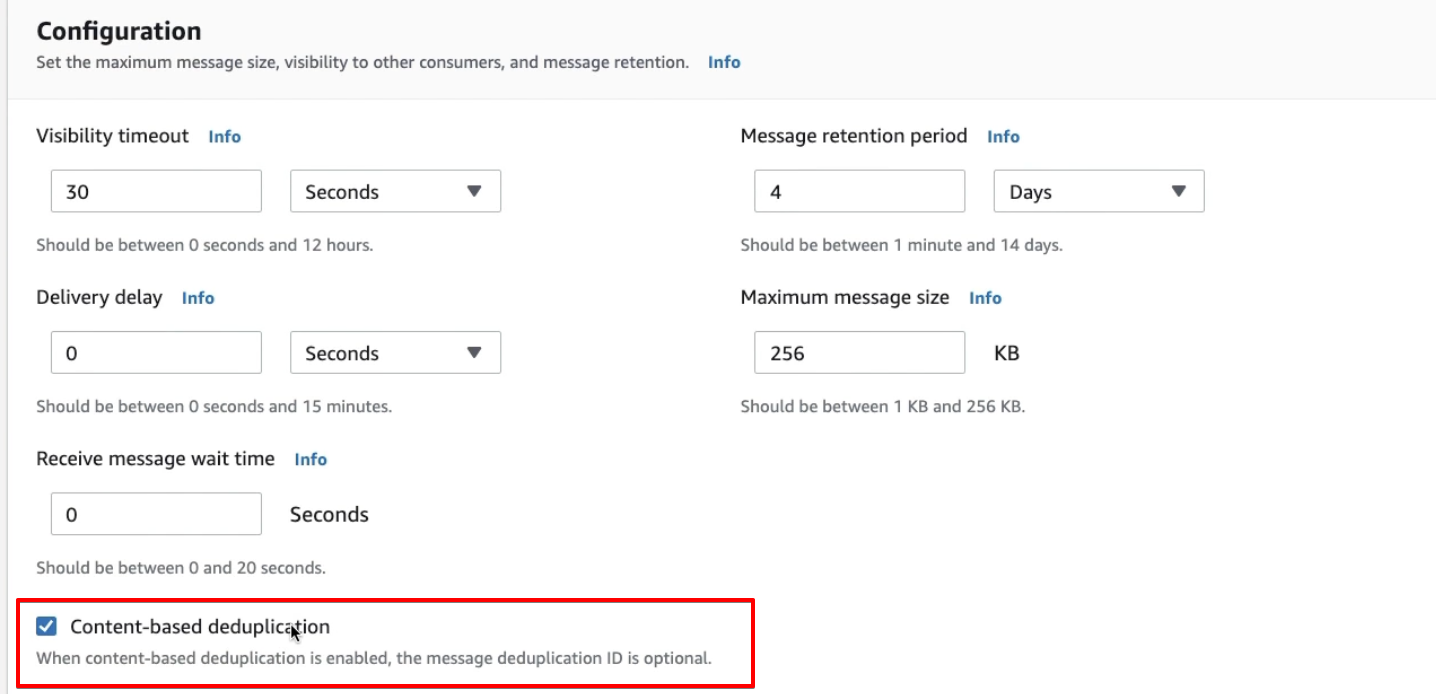 Configuration
Set the maximum message size, visibility to other consumers, and message retention. Info
Visibility timeout Info
30 Seconds
Should be between 0 seconds and 12 hours.
Message retention period Info
4 Days
Should be between 1 minute and 14 days.
Delivery delay Info
0 Seconds
Should be between 0 seconds and 15 minutes.
Maximum message size Info
256 KB
Should be between 1 KB and 256 KB.
Receive message wait time Info
0 Seconds
Should be between 0 and 20 seconds.
Content-based deduplication
When content-based deduplication is enabled, the message deduplication ID is optional.